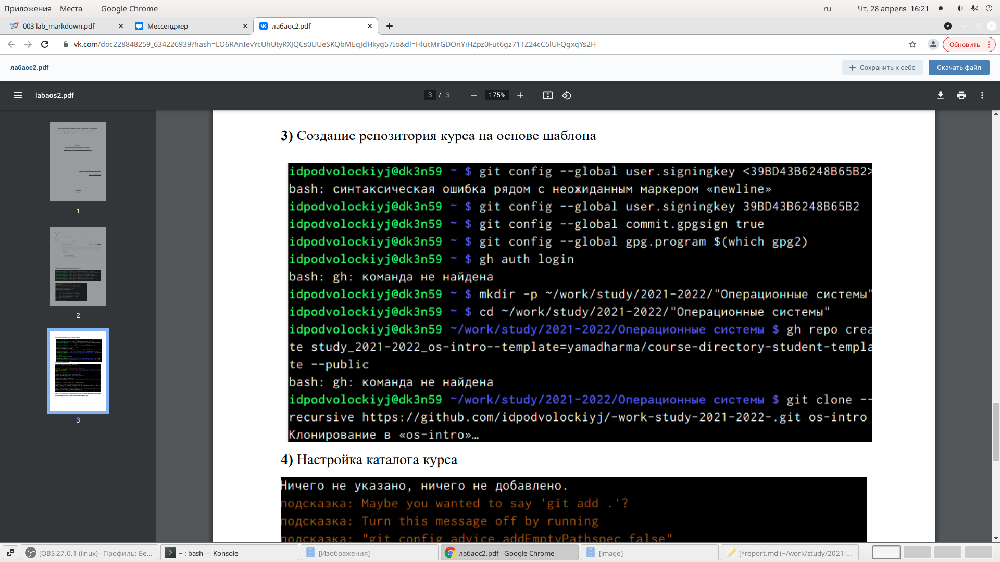 Приложения Места Google Chrome ru Чт, 28 апреля 16:21
003-lab_markdown.pdf Мессенджер лабаос2.pdf
vk.com/doc228848259_634226939?hash=LO6RAnIevYcUhUtyRXJQCs0UUeSKQbMEqJdHkyg57Io&dl=HlutMrGDOnYiHZpz0Fut6gz71TZ24cC5lUFQgxqYs2H Обновить
лабаос2.pdf Сохранить к себе Скачать файл
labaos2.pdf 3 / 3 175%
3) Создание репозитория курса на основе шаблона
idpodvolockiyj@dk3n59 ~ $ git config --global user.signingkey <39BD43B6248B65B2>
bash: синтаксическая ошибка рядом с неожиданным маркером «newline»
idpodvolockiyj@dk3n59 ~ $ git config --global user.signingkey 39BD43B6248B65B2
idpodvolockiyj@dk3n59 ~ $ git config --global commit.gpgsign true
idpodvolockiyj@dk3n59 ~ $ git config --global gpg.program $(which gpg2)
idpodvolockiyj@dk3n59 ~ $ gh auth login
bash: gh: команда не найдена
idpodvolockiyj@dk3n59 ~ $ mkdir -p ~/work/study/2021-2022/"Операционные системы"
idpodvolockiyj@dk3n59 ~ $ cd ~/work/study/2021-2022/"Операционные системы"
idpodvolockiyj@dk3n59 ~/work/study/2021-2022/Операционные системы $ gh repo crea
te study_2021-2022_os-intro--template=yamadharma/course-directory-student-templa
te --public
bash: gh: команда не найдена
idpodvolockiyj@dk3n59 ~/work/study/2021-2022/Операционные системы $ git clone --
recursive https://github.com/idpodvolockiyj/-work-study-2021-2022-.git os-intro
Клонирование в «os-intro»…
4) Настройка каталога курса
Ничего не указано, ничего не добавлено.
подсказка: Maybe you wanted to say 'git add .'?
подсказка: Turn this message off by running
подсказка: "git config advice.addEmptyPathspec false"
1
2
3
[OBS 27.0.1 (linux) - Профиль: Бе... ~ : bash — Konsole [Изображения] лабаос2.pdf - Google Chrome [image] [*report.md (~/work/study/2021-...